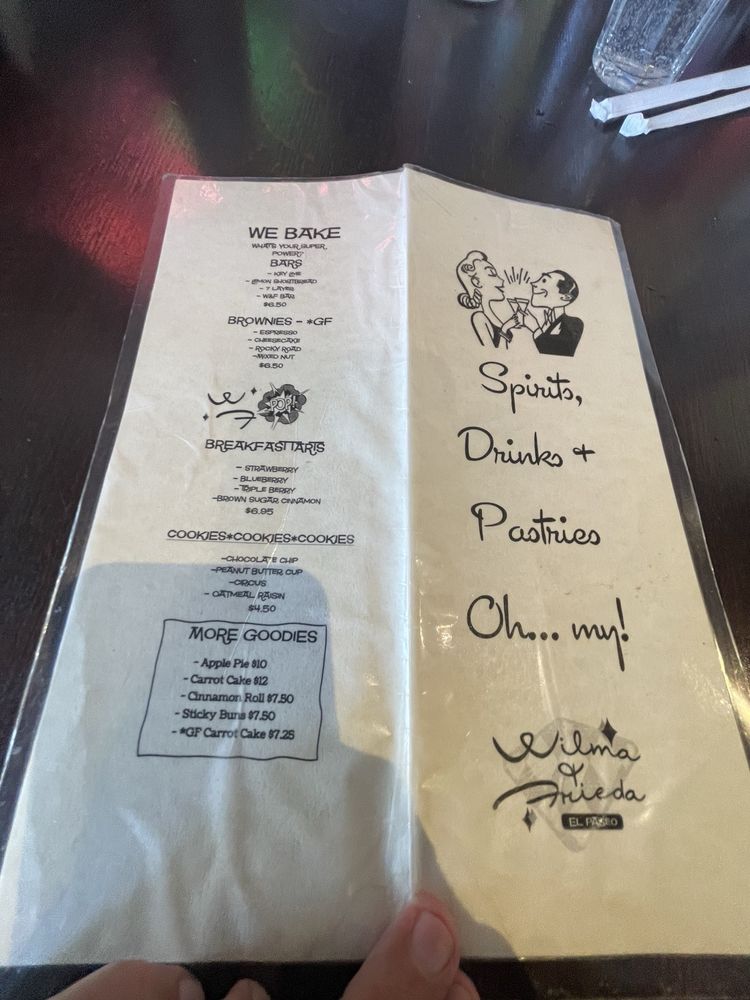 WE BAKE
WHAT'S YOUR SUPER
POWER?
BARS
- KEY LIME
- LEMON SHORTBREAD
- 7 LAYER
- W&F BAR
$6.50
BROWNIES - *GF
- ESPRESSO
- CHEESECAKE
- ROCKY ROAD
-MIXED NUT
$6.50
W
F
POP!
BREAKFAST TARTS
- STRAWBERRY
- BLUEBERRY
- TRIPLE BERRY
-BROWN SUGAR CINNAMON
$6.95
COOKIES*COOKIES*COOKIES
-CHOCOLATE CHIP
-PEANUT BUTTER CUP
-CIRCUS
- OATMEAL RAISIN
$4.50
MORE GOODIES
- Apple Pie $10
- Carrot Cake $12
- Cinnamon Roll $7.50
- Sticky Buns $7.50
- *GF Carrot Cake $7.25
Spirits,
Drinks +
Pastries
Oh... my!
Wilma
&
Frieda
EL PASEO